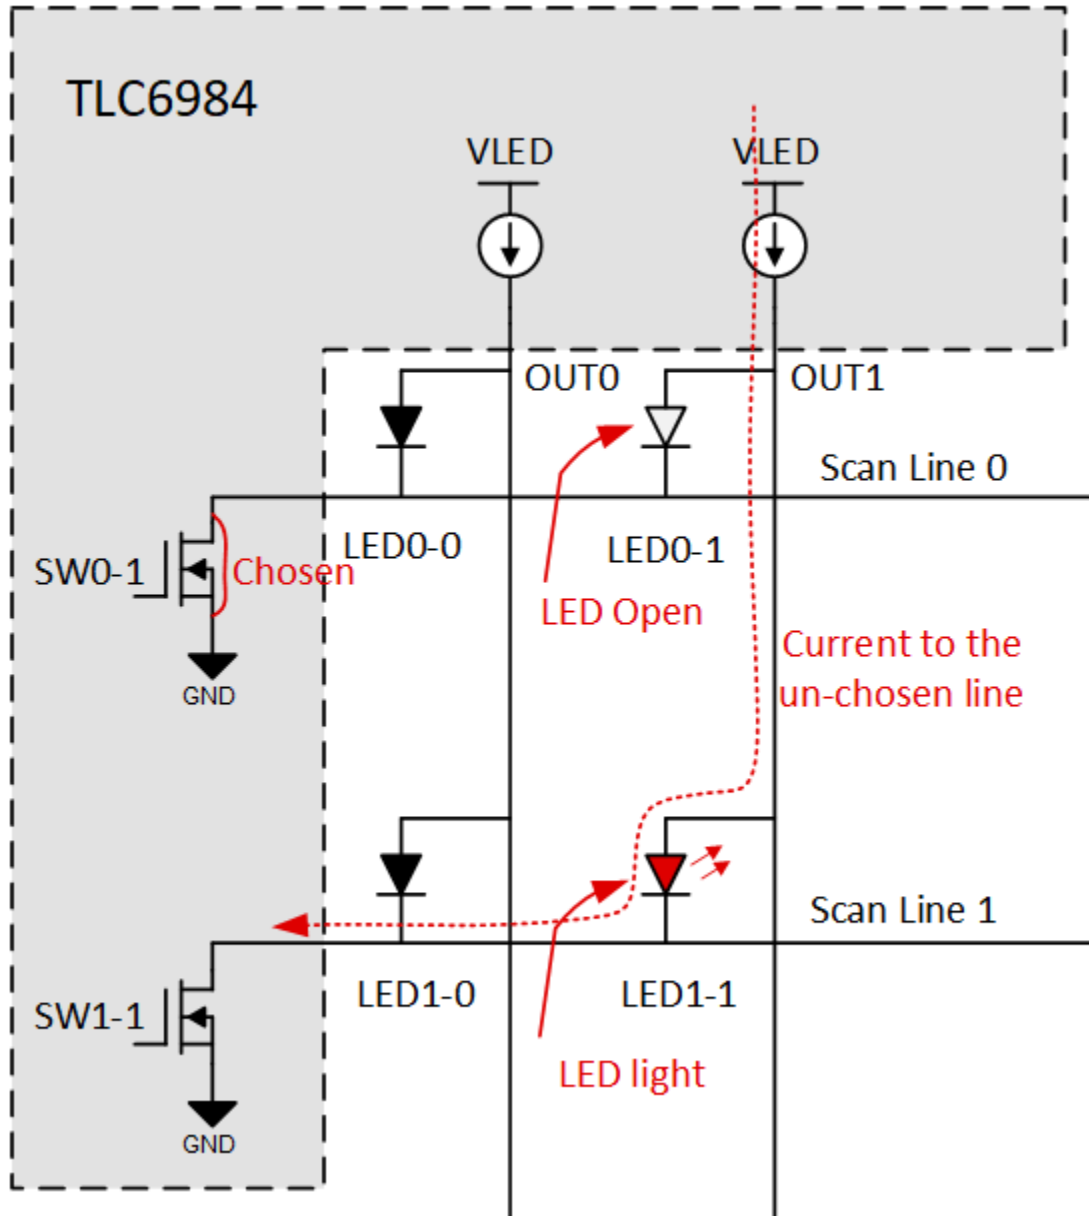 TLC6984
VLED
VLED
OUT0
OUT1
Scan Line 0
LED0-0
LED0-1
SW0-1
Chosen
LED Open
GND
Current to the
un-chosen line
Scan Line 1
LED1-0
LED1-1
SW1-1
LED light
GND